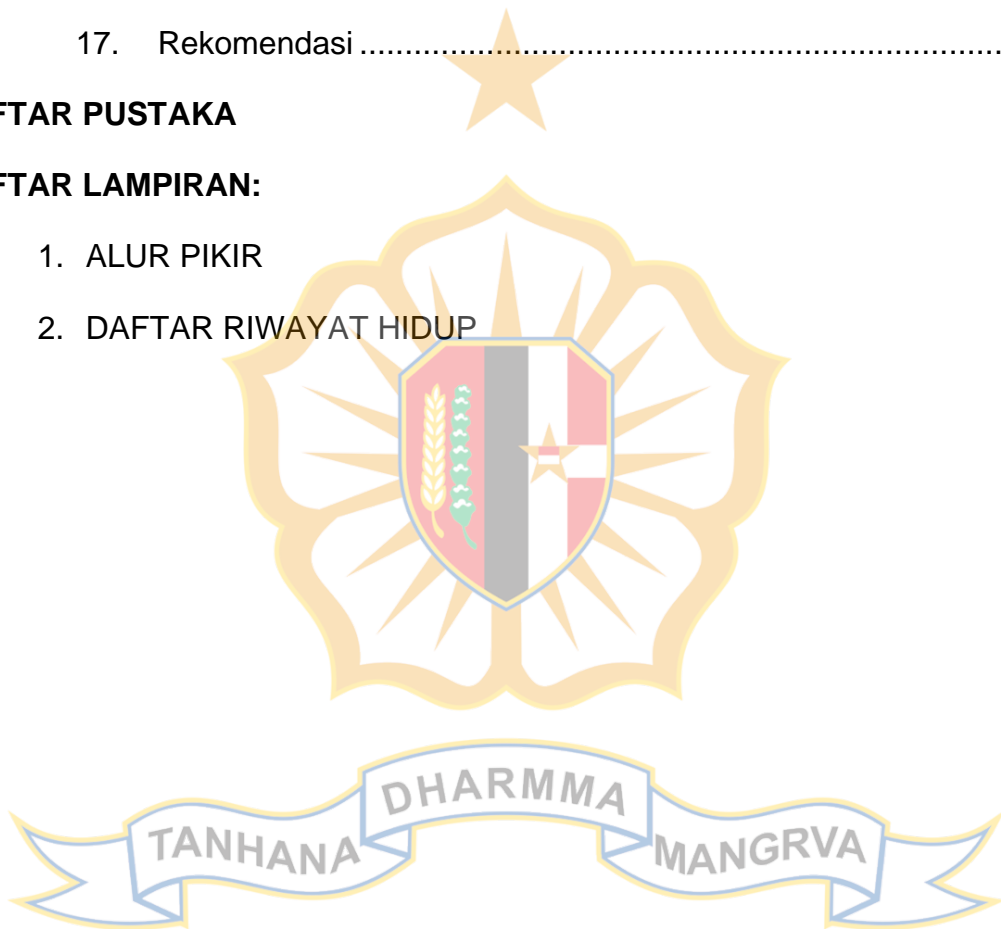 17. Rekomendasi ......................................................................
FTAR PUSTAKA
FTAR LAMPIRAN:
1. ALUR PIKIR
2. DAFTAR RIWAYAT HIDUP
TANHANA DHARMMA MANGRVA